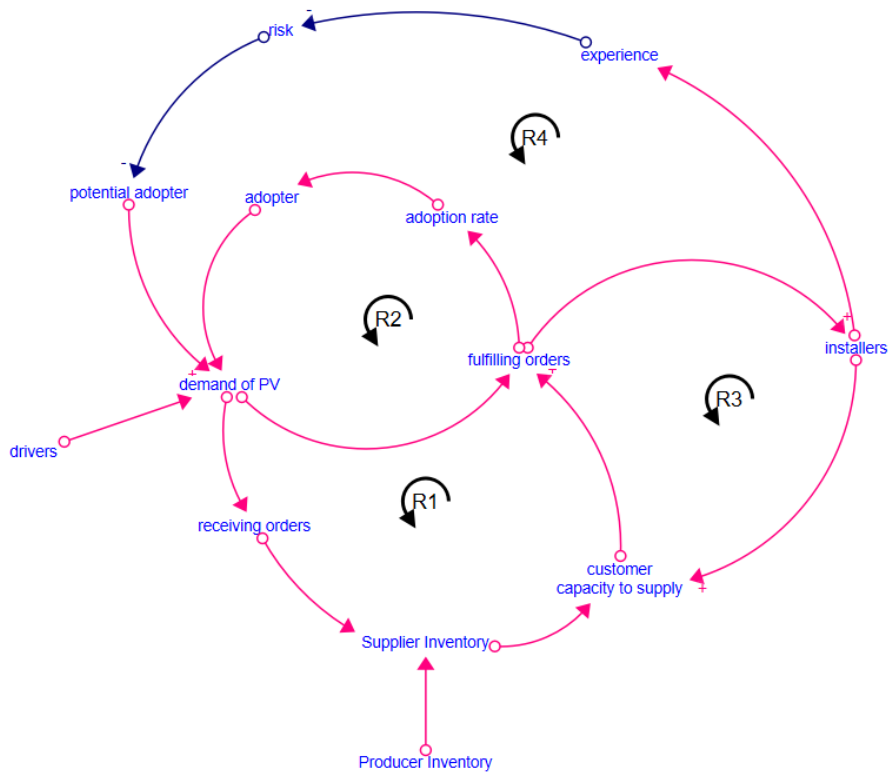 -
risk
experience
R4
-
potential adopter
adopter
adoption rate
R2
+
fulfilling orders
+
installers
+
demand of PV
R3
drivers
R1
receiving orders
customer
capacity to supply
+
Supplier Inventory
Producer Inventory